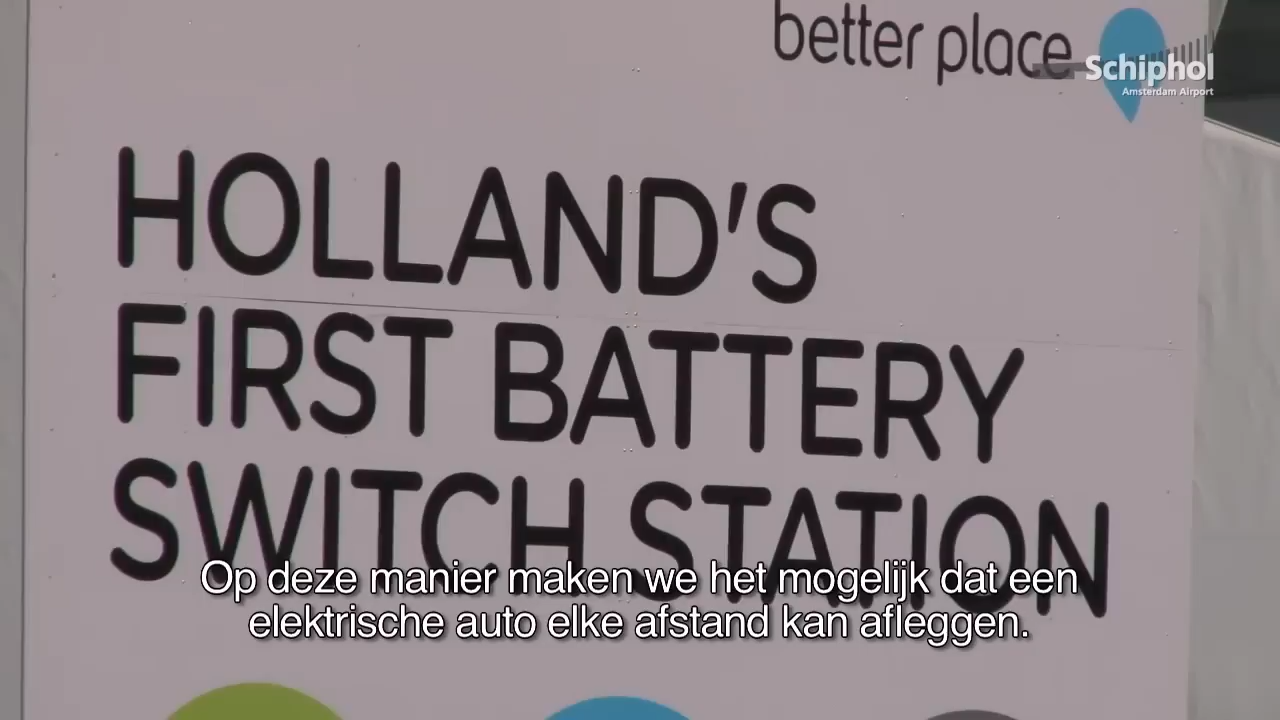 better place
Schiphol
Amsterdam Airport
HOLLAND'S
FIRST BATTERY
SWITCH STATION
Op deze manier maken we het mogelijk dat een
elektrische auto elke afstand kan afleggen.